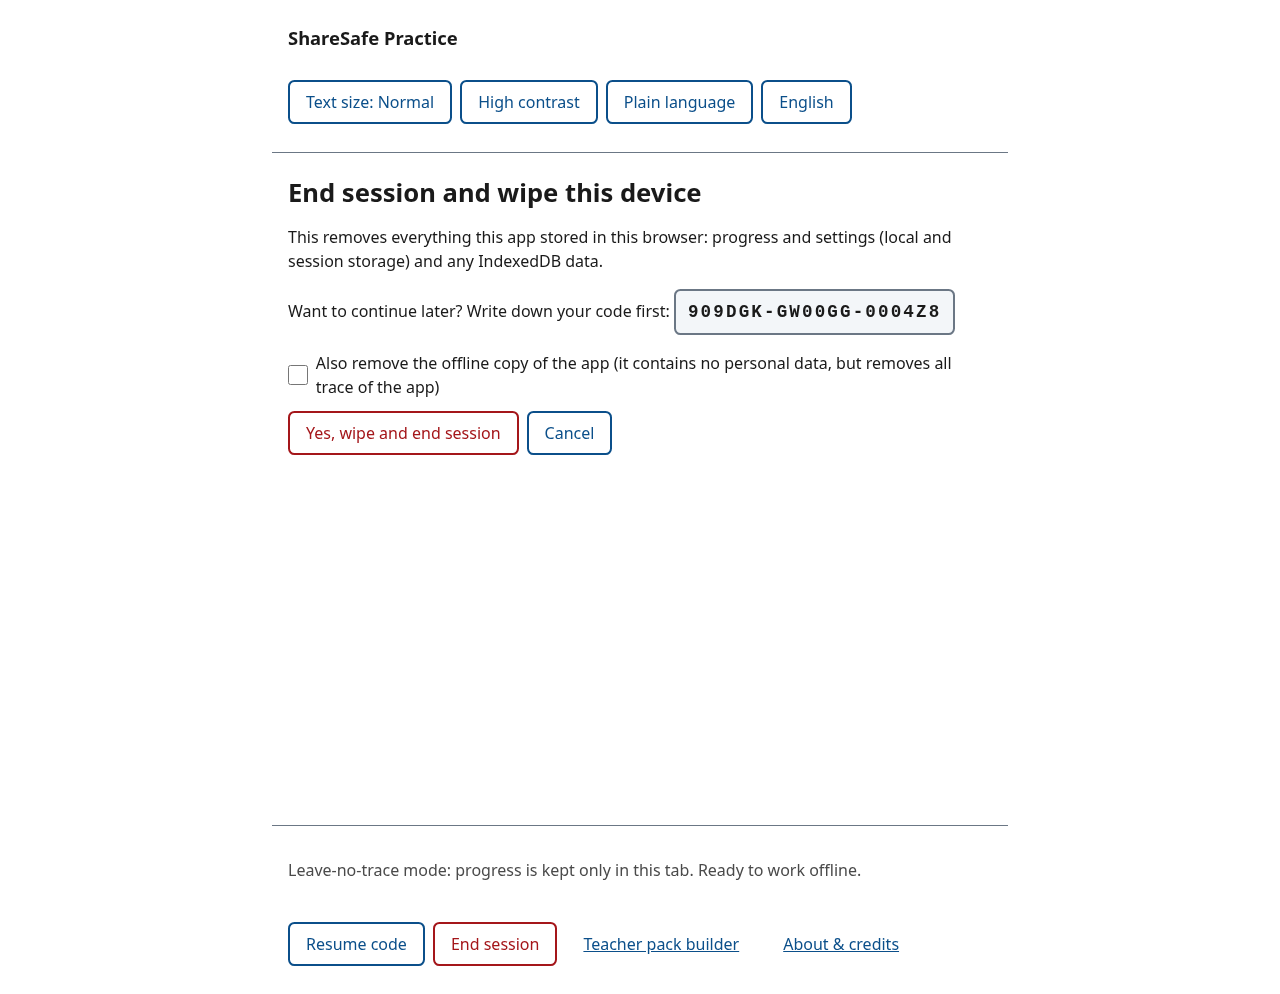 ShareSafe Practice
Text size: Normal High contrast Plain language English
End session and wipe this device
This removes everything this app stored in this browser: progress and settings (local and
session storage) and any IndexedDB data.
Want to continue later? Write down your code first: 909DGK-GW00GG-0004Z8
Also remove the offline copy of the app (it contains no personal data, but removes all
trace of the app)
Yes, wipe and end session Cancel
Leave-no-trace mode: progress is kept only in this tab. Ready to work offline.
Resume code End session Teacher pack builder About & credits